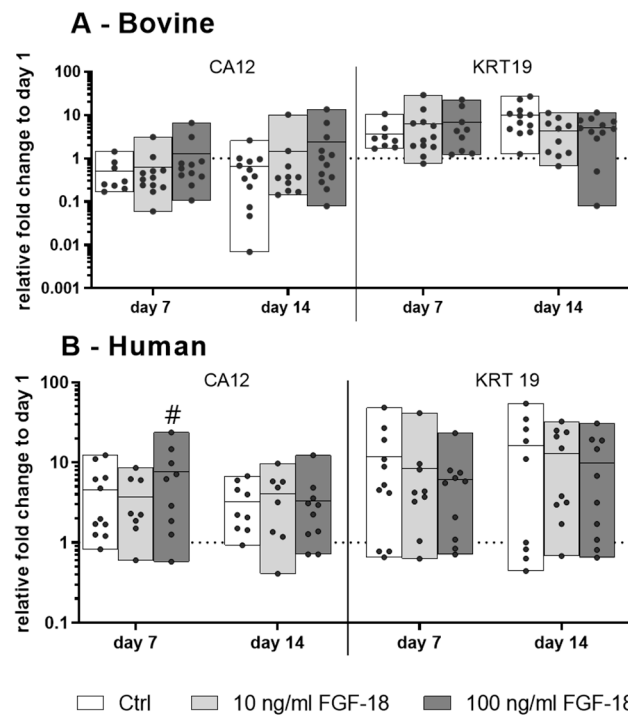 A - Bovine
relative fold change to day 1
CA12
KRT19
100
10
1
0.1
0.01
0.001
day 7
day 14
day 7
day 14
B - Human
relative fold change to day 1
CA12
KRT 19
#
100
10
1
0.1
day 7
day 14
day 7
day 14
Ctrl
10 ng/ml FGF-18
100 ng/ml FGF-18